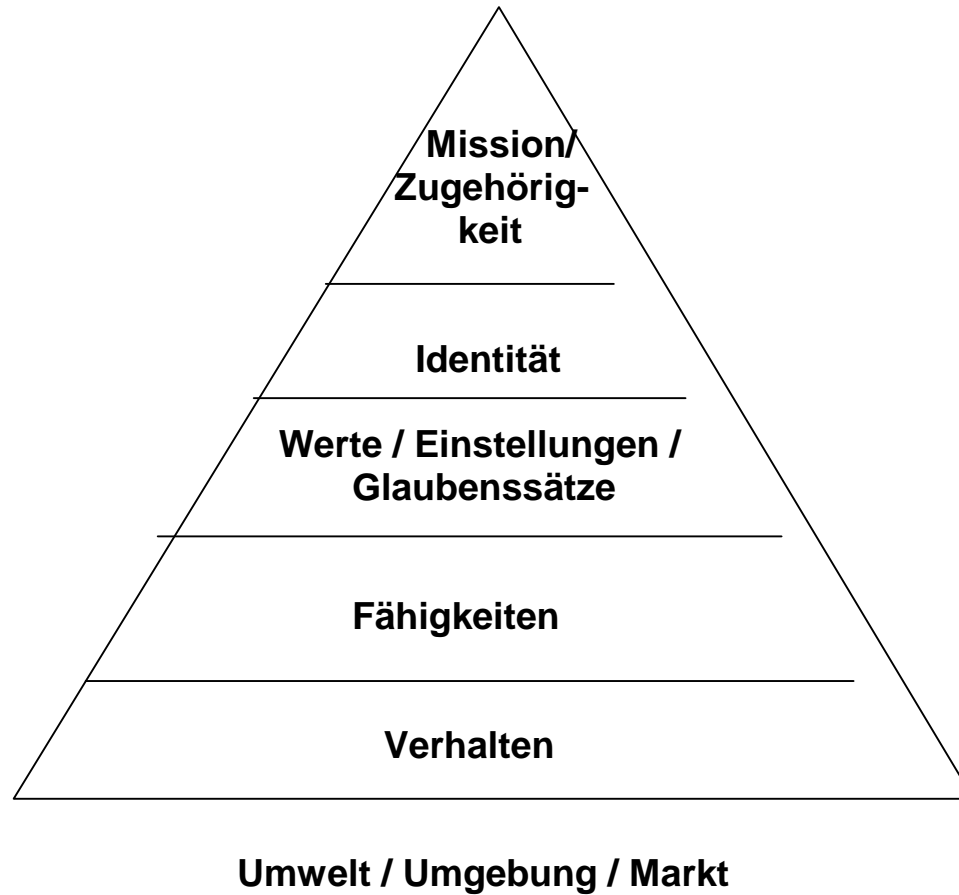 Mission/
Zugehörig-
keit
Identität
Werte / Einstellungen /
Glaubenssätze
Fähigkeiten
Verhalten
Umwelt / Umgebung / Markt